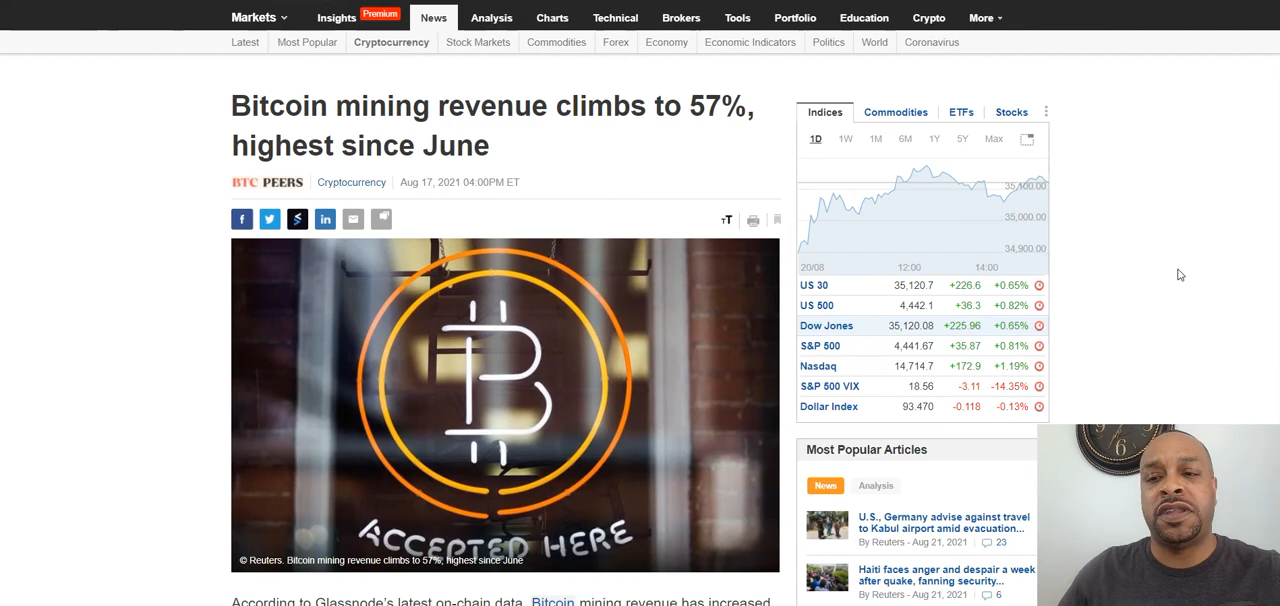 Markets Insights Premium News Analysis Charts Technical Brokers Tools Portfolio Education Crypto More
Latest Most Popular Cryptocurrency Stock Markets Commodities Forex Economy Economic Indicators Politics World Coronavirus
Bitcoin mining revenue climbs to 57%,
highest since June
BTC PEERS Cryptocurrency Aug 17, 2021 04:00PM ET
f in TT
ACCEPTED HERE
© Reuters. Bitcoin mining revenue climbs to 57%, highest since June
According to Glassnode's latest on-chain data, Bitcoin mining revenue has increased
Indices Commodities ETFs Stocks
1D 1W 1M 6M 1Y 5Y Max
35,100.00
35,000.00
34,900.00
20/08 12:00 14:00
US 30 35,120.7 +226.6 +0.65%
US 500 4,442.1 +36.3 +0.82%
Dow Jones 35,120.08 +225.96 +0.65%
S&P 500 4,441.67 +35.87 +0.81%
Nasdaq 14,714.7 +172.9 +1.19%
S&P 500 VIX 18.56 -3.11 -14.35%
Dollar Index 93.470 -0.118 -0.13%
Most Popular Articles
News Analysis
U.S., Germany advise against travel
to Kabul airport amid evacuation...
By Reuters - Aug 21, 2021 23
Haiti faces anger and despair a week
after quake, fanning security...
By Reuters - Aug 21, 2021 6